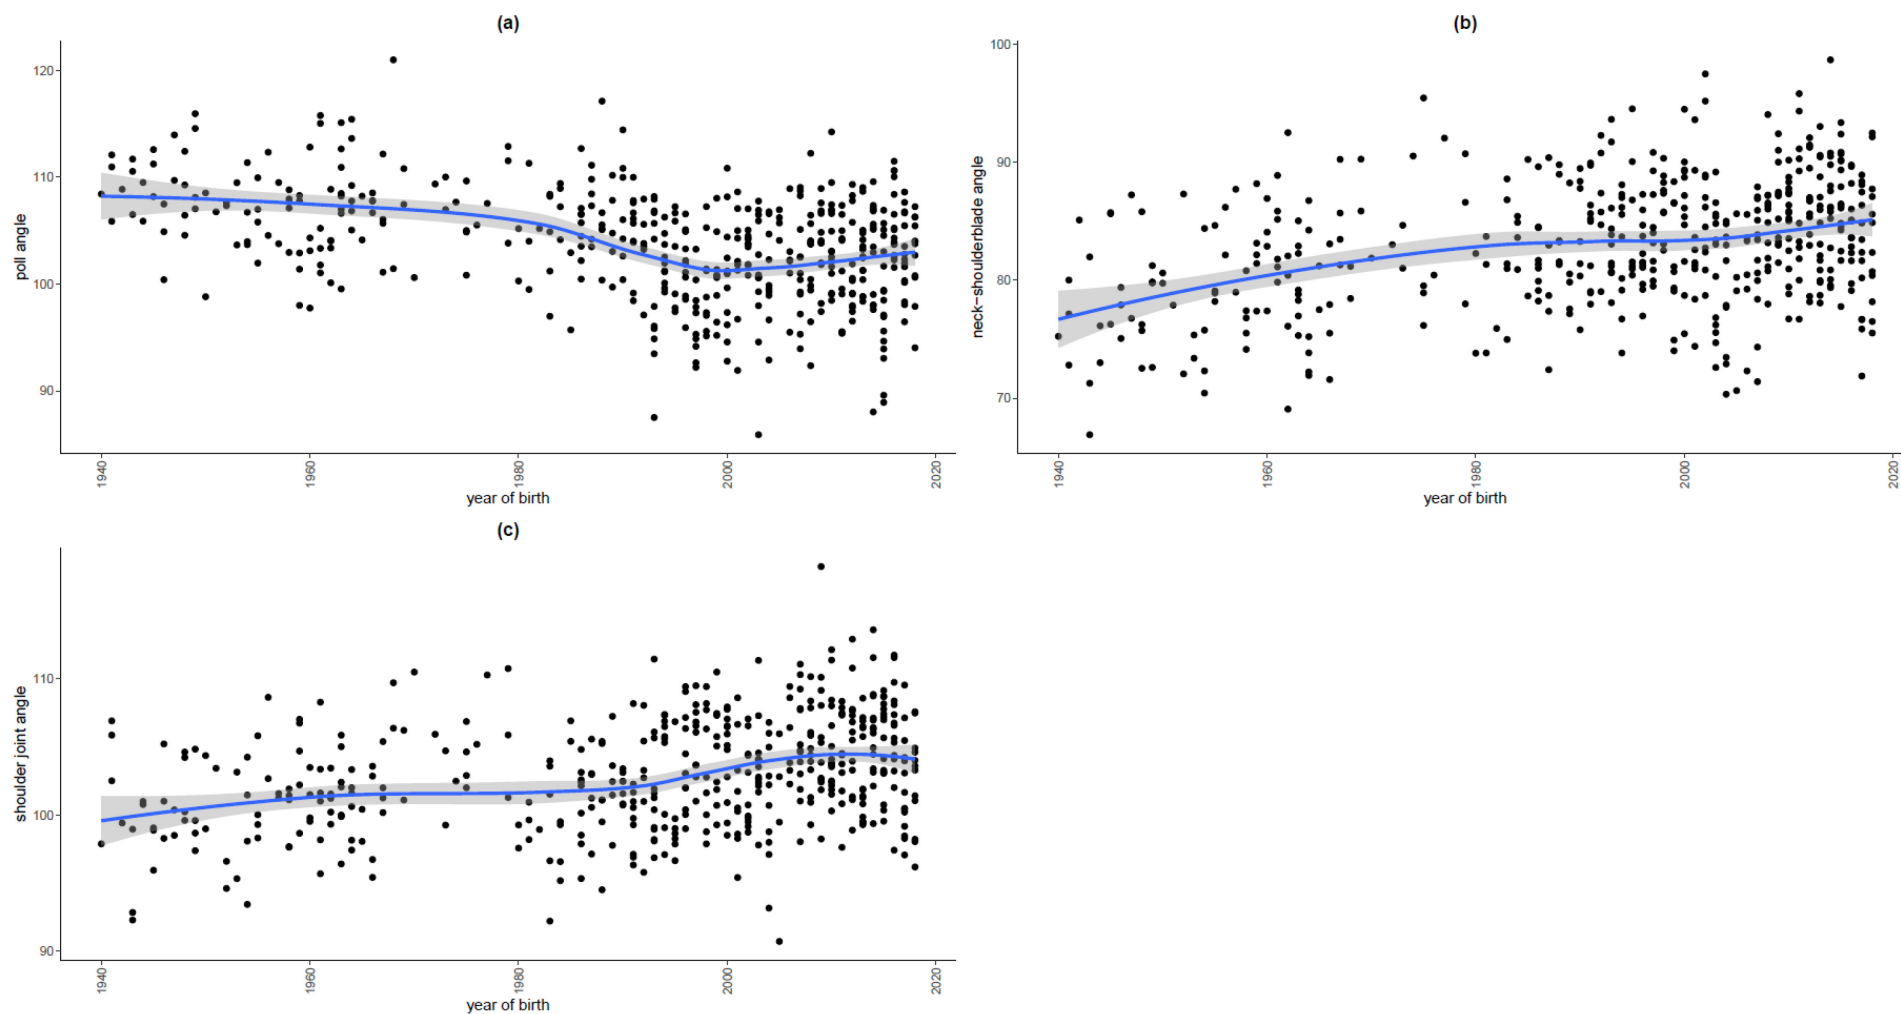 (a)
120
110
100
90
poll angle
1940
1960
1980
2000
2020
year of birth
(b)
100
90
80
70
neck−shoulderblade angle
1940
1960
1980
2000
2020
year of birth
(c)
110
100
90
shoulder joint angle
1940
1960
1980
2000
2020
year of birth